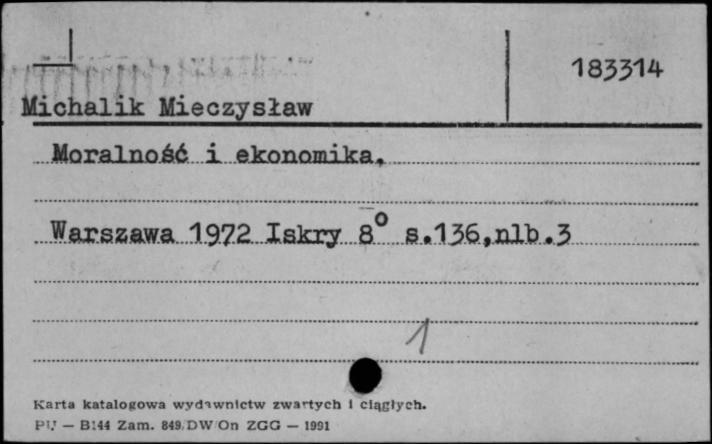 183314
Michalik Mieczysław
Moralność i ekonomika.
Warszawa 1972 Iskry 8° s.136,nlb.3
1
Karta katalogowa wydawnictw zwartych i ciągłych.
PU — B144 Zam. 849/DW/On ZGG — 1991